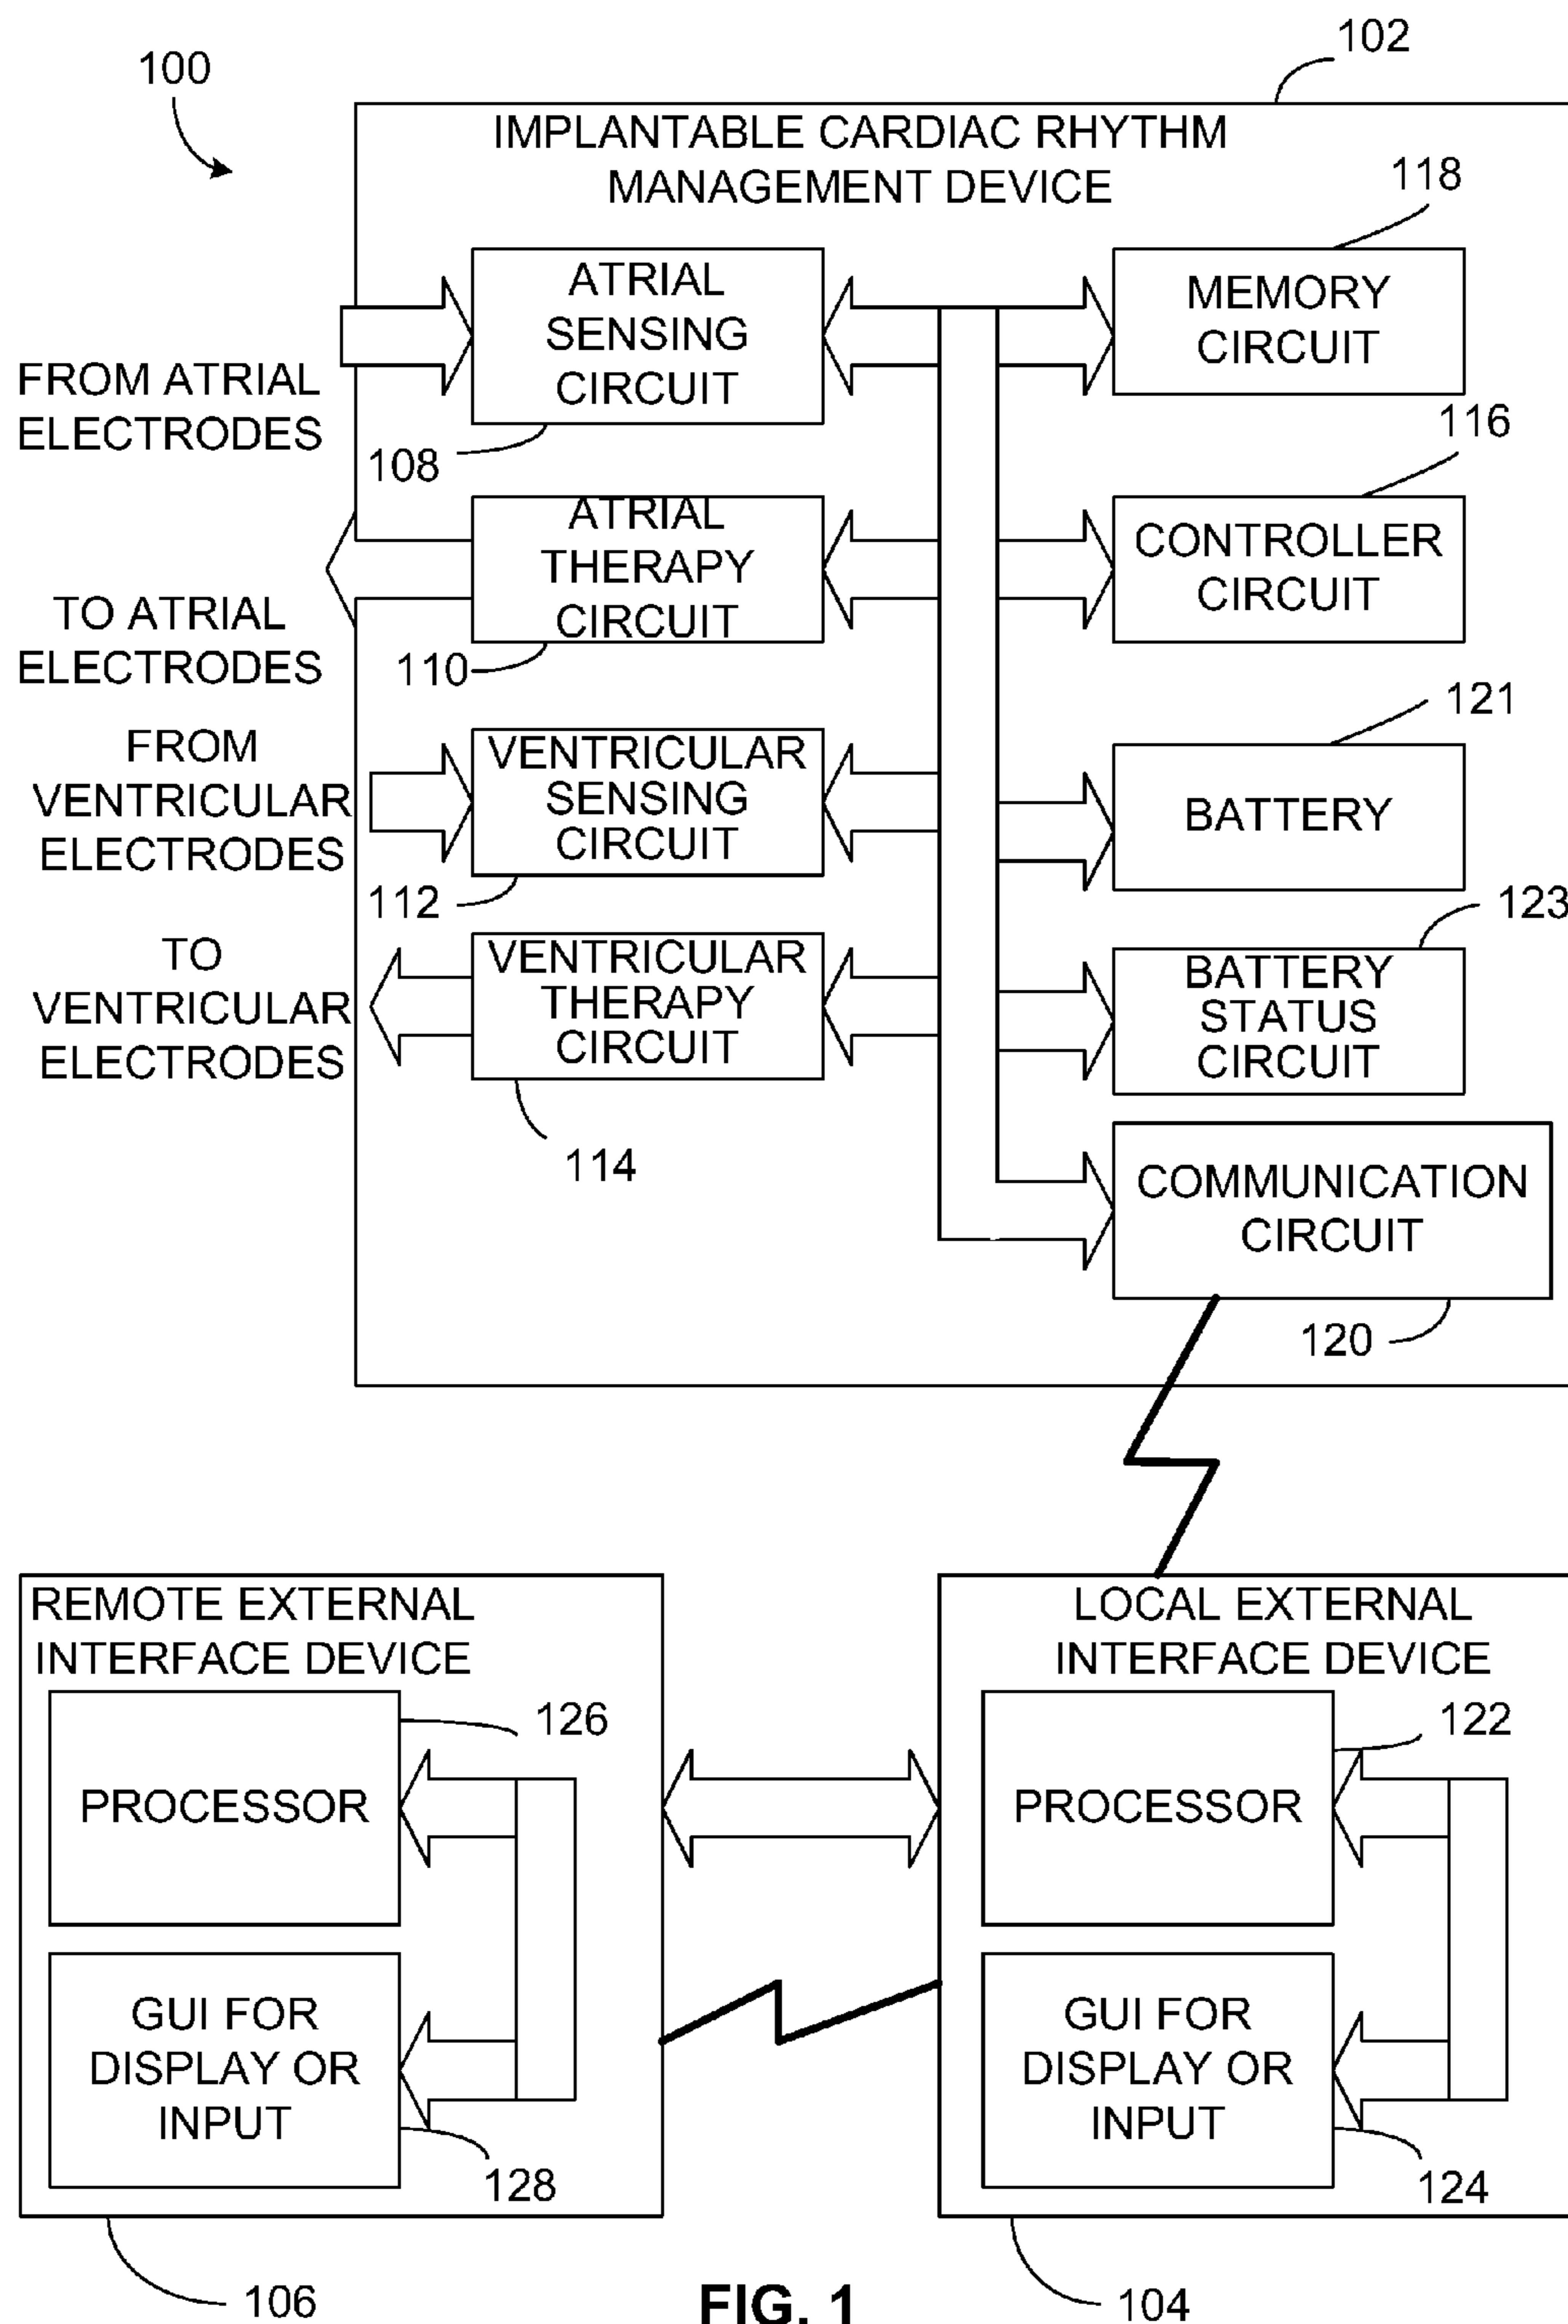 100
102
IMPLANTABLE CARDIAC RHYTHM
MANAGEMENT DEVICE
118
ATRIAL
SENSING
CIRCUIT
MEMORY
CIRCUIT
FROM ATRIAL
ELECTRODES
108
116
ATRIAL
THERAPY
CIRCUIT
CONTROLLER
CIRCUIT
TO ATRIAL
ELECTRODES
110
121
FROM
VENTRICULAR
ELECTRODES
VENTRICULAR
SENSING
CIRCUIT
BATTERY
112
123
TO
VENTRICULAR
ELECTRODES
VENTRICULAR
THERAPY
CIRCUIT
BATTERY
STATUS
CIRCUIT
114
COMMUNICATION
CIRCUIT
120
REMOTE EXTERNAL
INTERFACE DEVICE
126
PROCESSOR
GUI FOR
DISPLAY OR
INPUT
128
106
LOCAL EXTERNAL
INTERFACE DEVICE
122
PROCESSOR
GUI FOR
DISPLAY OR
INPUT
124
104
FIG. 1